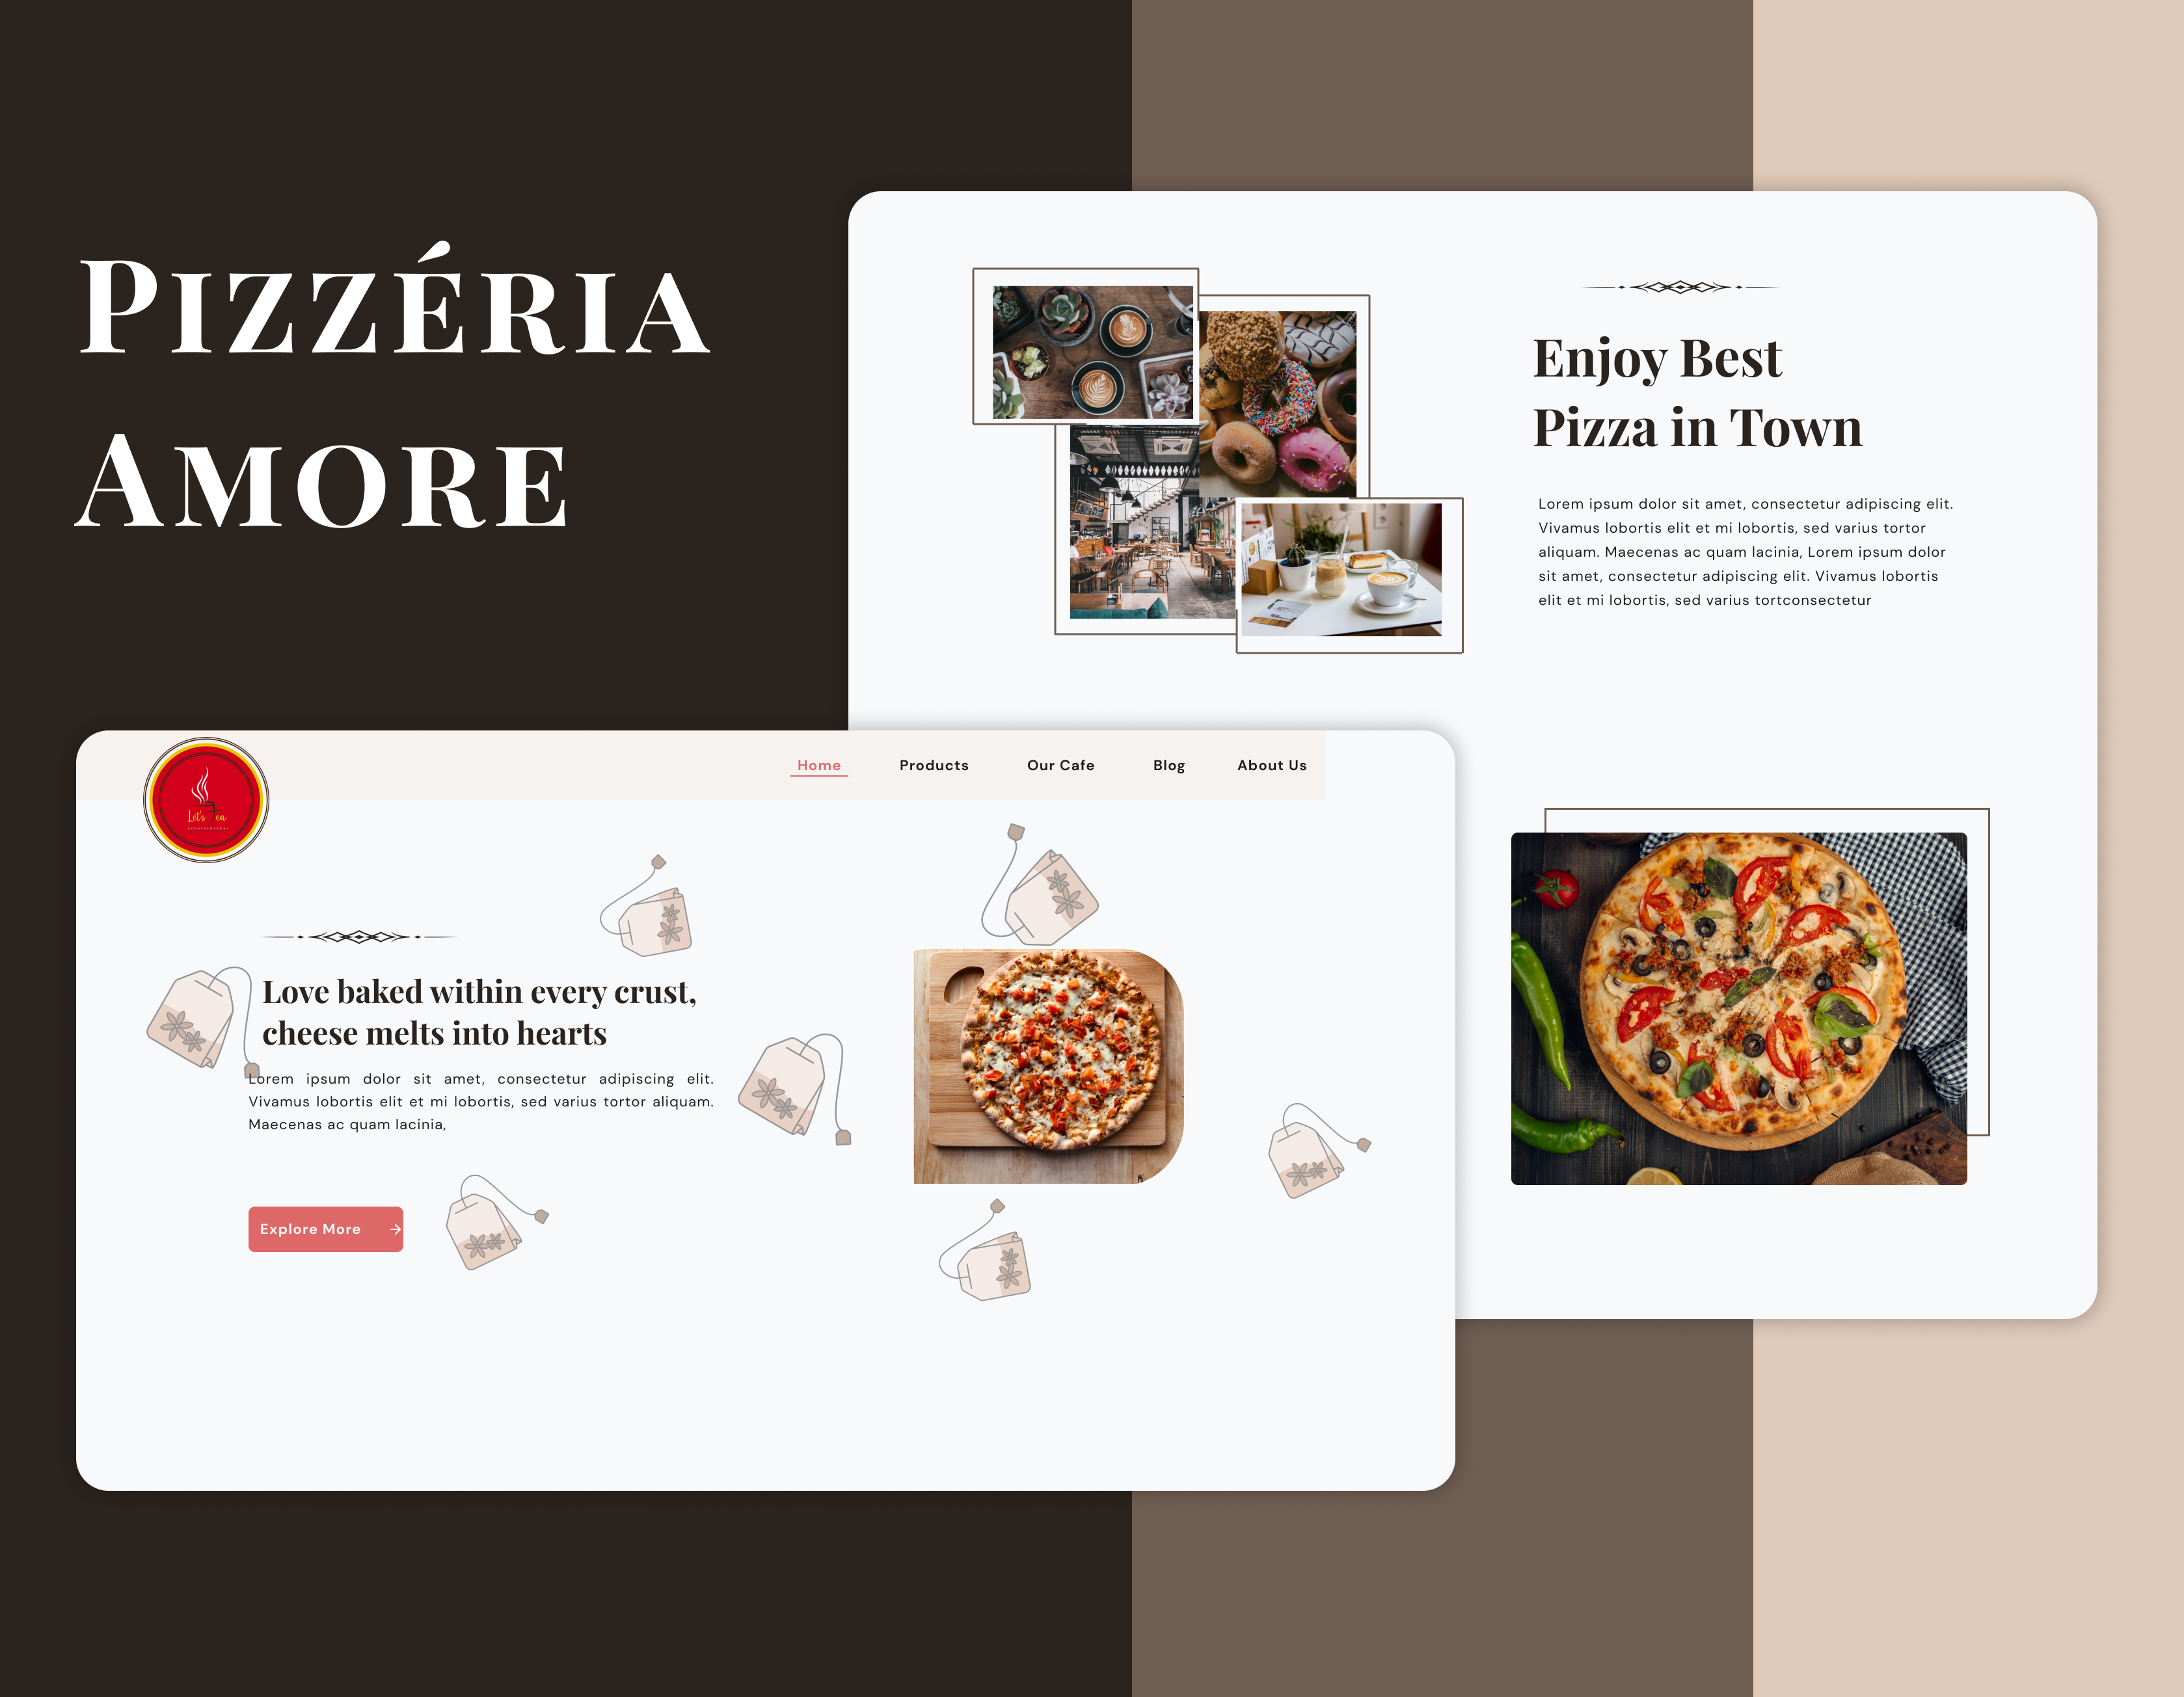 PIZZÉRIA
AMORE
Enjoy Best
Pizza in Town
Lorem ipsum dolor sit amet, consectetur adipiscing elit.
Vivamus lobortis elit et mi lobortis, sed varius tortor
aliquam. Maecenas ac quam lacinia, Lorem ipsum dolor
sit amet, consectetur adipiscing elit. Vivamus lobortis
elit et mi lobortis, sed varius tortconsectetur
Home Products Our Cafe Blog About Us
Let's Tea
Love baked within every crust,
cheese melts into hearts
Lorem ipsum dolor sit amet, consectetur adipiscing elit.
Vivamus lobortis elit et mi lobortis, sed varius tortor aliquam.
Maecenas ac quam lacinia,
Explore More